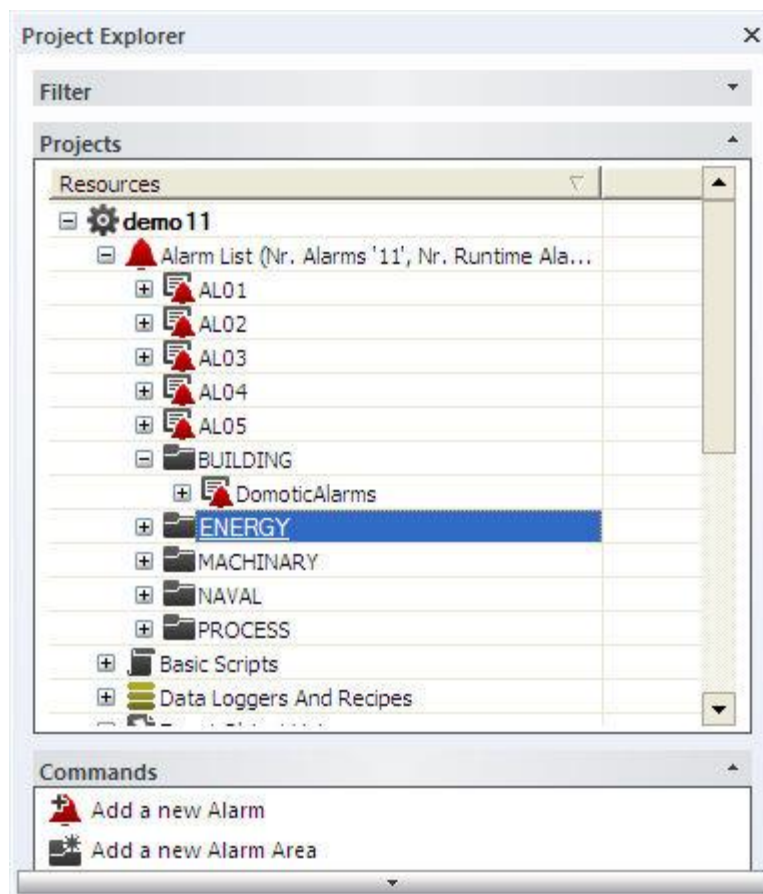 Project Explorer
Filter
Projects
Resources
demo11
Alarm List (Nr. Alarms '11', Nr. Runtime Ala...
AL01
AL02
AL03
AL04
AL05
BUILDING
DomoticAlarms
ENERGY
MACHINARY
NAVAL
PROCESS
Basic Scripts
Data Loggers And Recipes
Commands
Add a new Alarm
Add a new Alarm Area